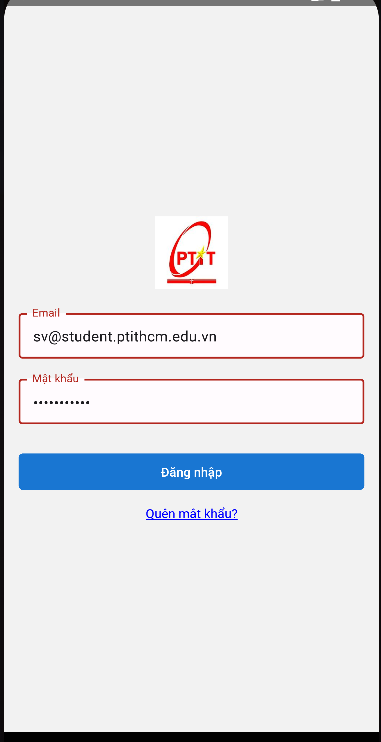 PTIT
Email
sv@student.ptithcm.edu.vn
Mật khẩu
•••••••••••
Đăng nhập
Quên mật khẩu?